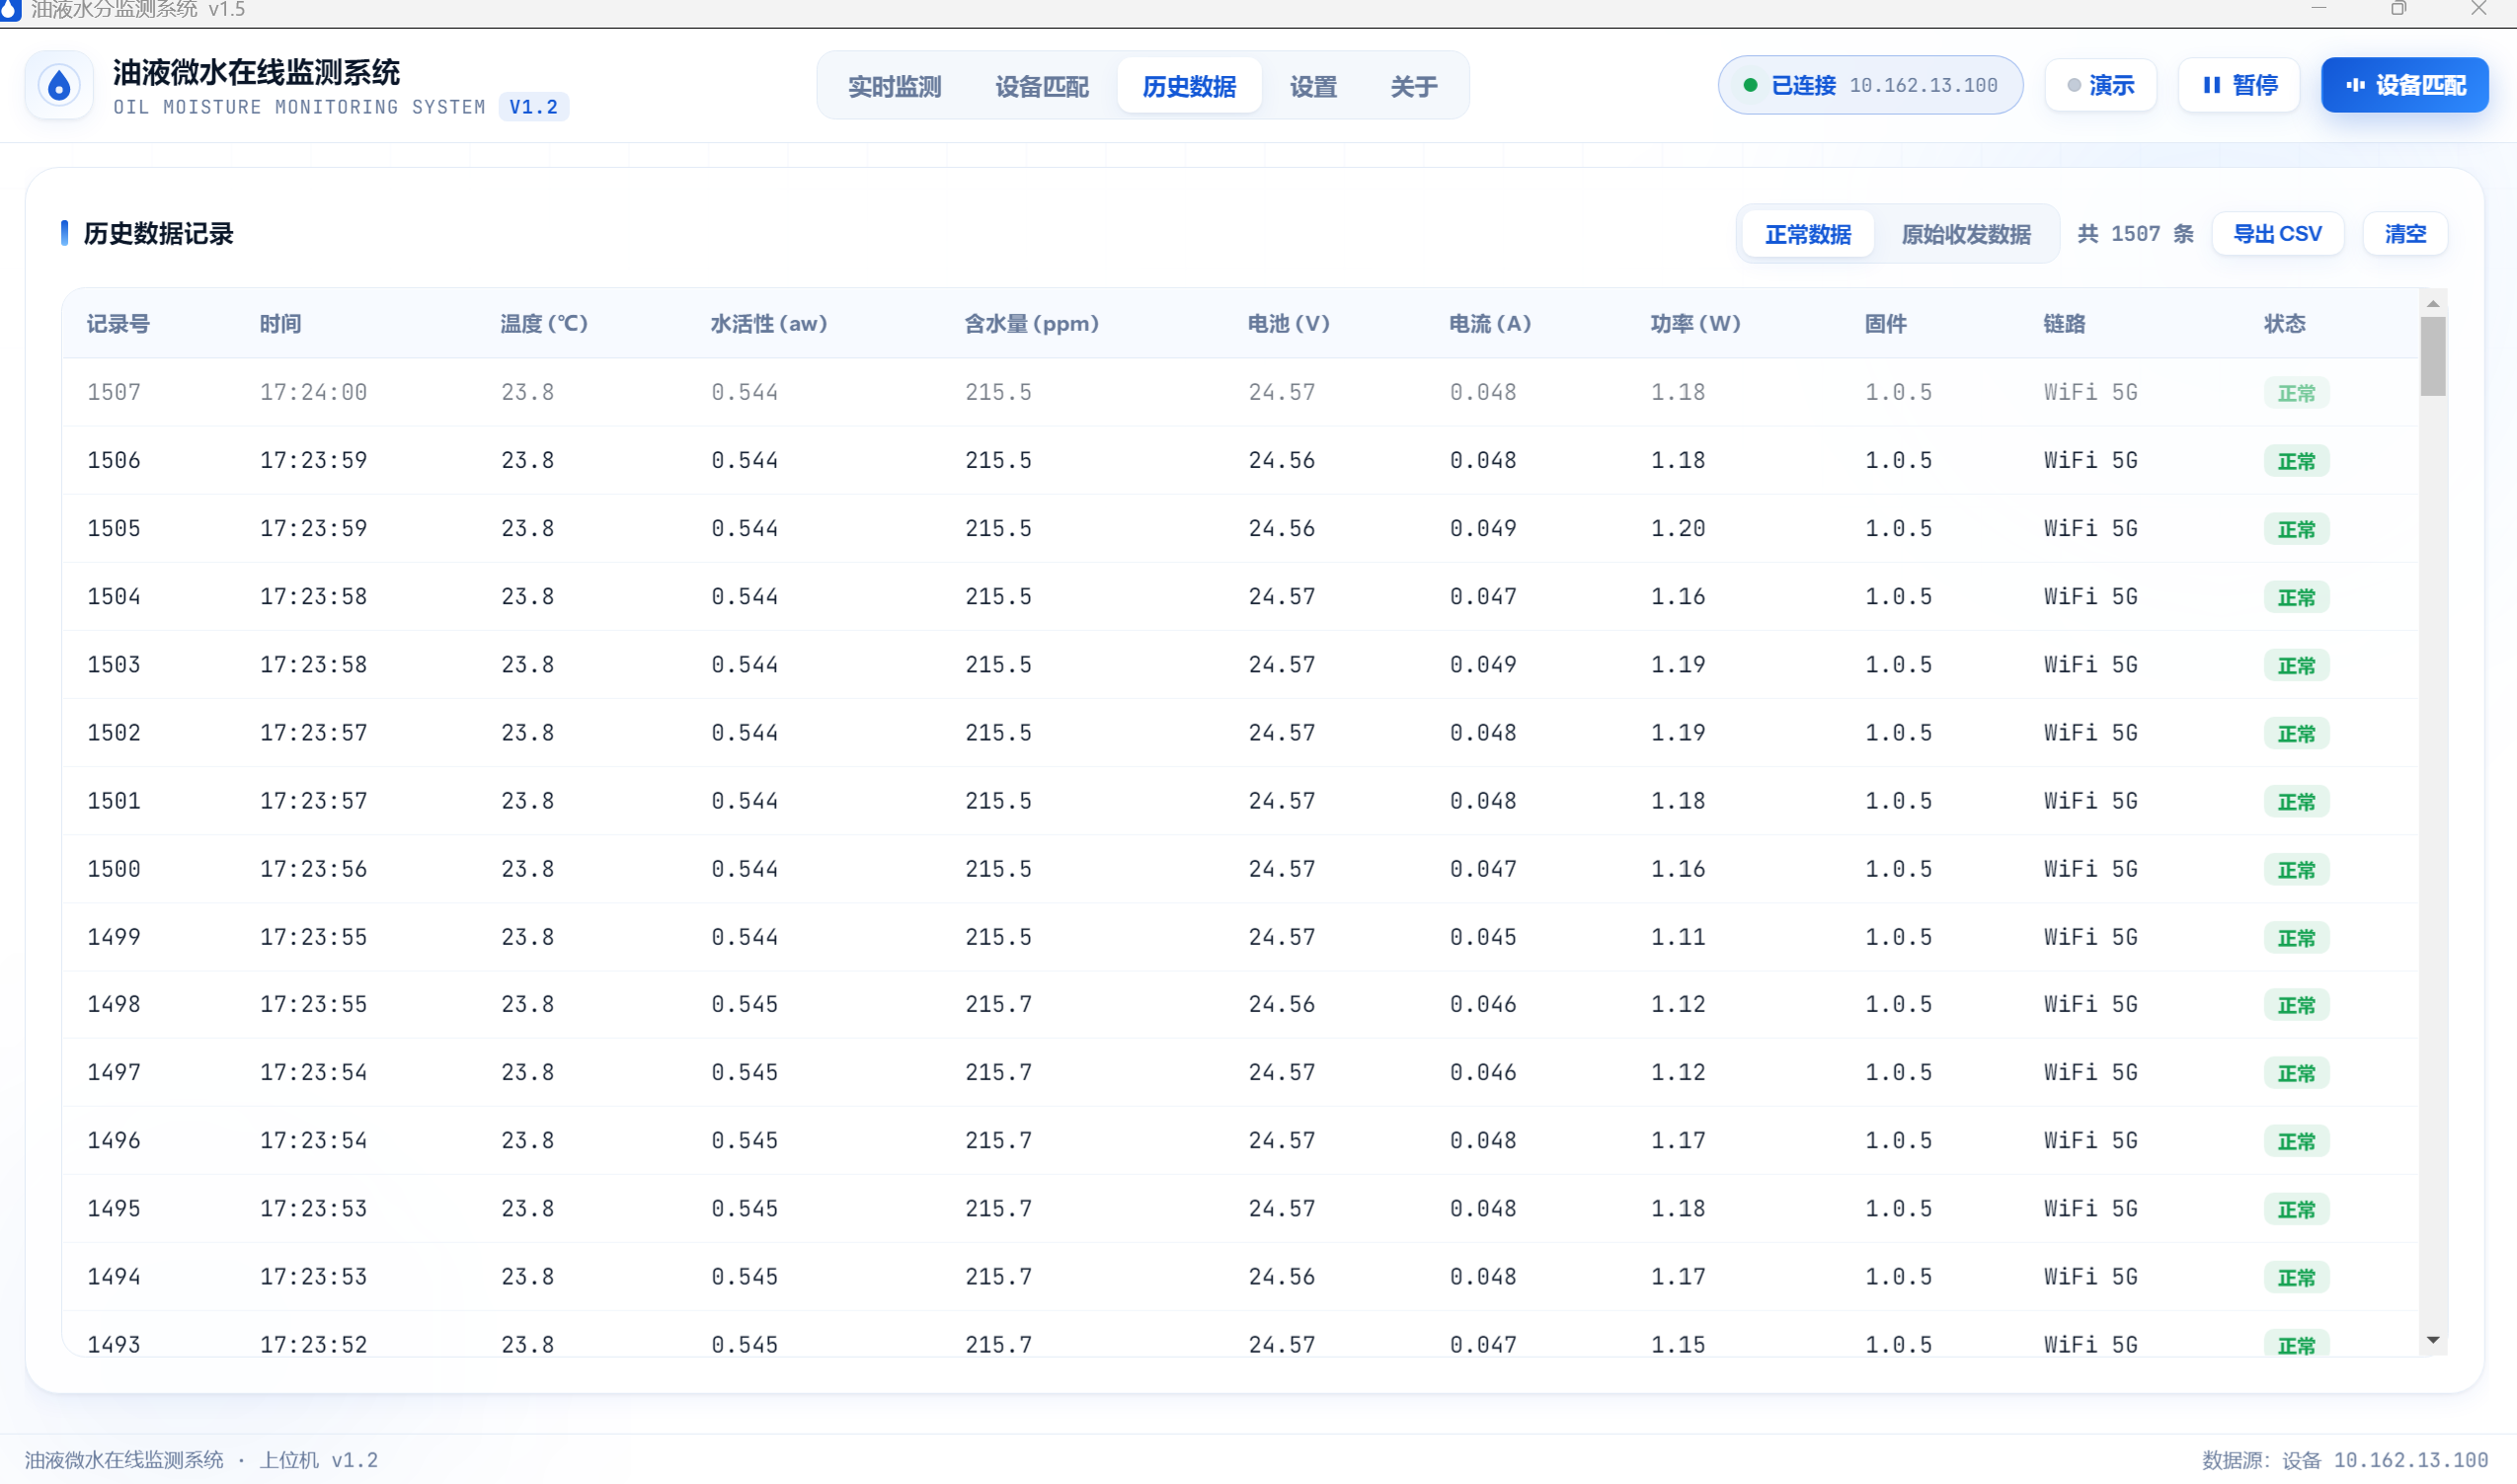 油液水分监测系统 v1.5
油液微水在线监测系统
OIL MOISTURE MONITORING SYSTEM V1.2
实时监测 设备匹配 历史数据 设置 关于
已连接 10.162.13.100 演示 暂停 设备匹配
历史数据记录
正常数据 原始收发数据 共 1507 条 导出 CSV 清空
记录号 时间 温度 (℃) 水活性 (aw) 含水量 (ppm) 电池 (V) 电流 (A) 功率 (W) 固件 链路 状态
1507 17:24:00 23.8 0.544 215.5 24.57 0.048 1.18 1.0.5 WiFi 5G 正常
1506 17:23:59 23.8 0.544 215.5 24.56 0.048 1.18 1.0.5 WiFi 5G 正常
1505 17:23:59 23.8 0.544 215.5 24.56 0.049 1.20 1.0.5 WiFi 5G 正常
1504 17:23:58 23.8 0.544 215.5 24.57 0.047 1.16 1.0.5 WiFi 5G 正常
1503 17:23:58 23.8 0.544 215.5 24.57 0.049 1.19 1.0.5 WiFi 5G 正常
1502 17:23:57 23.8 0.544 215.5 24.57 0.048 1.19 1.0.5 WiFi 5G 正常
1501 17:23:57 23.8 0.544 215.5 24.57 0.048 1.18 1.0.5 WiFi 5G 正常
1500 17:23:56 23.8 0.544 215.5 24.57 0.047 1.16 1.0.5 WiFi 5G 正常
1499 17:23:55 23.8 0.544 215.5 24.57 0.045 1.11 1.0.5 WiFi 5G 正常
1498 17:23:55 23.8 0.545 215.7 24.56 0.046 1.12 1.0.5 WiFi 5G 正常
1497 17:23:54 23.8 0.545 215.7 24.57 0.046 1.12 1.0.5 WiFi 5G 正常
1496 17:23:54 23.8 0.545 215.7 24.57 0.048 1.17 1.0.5 WiFi 5G 正常
1495 17:23:53 23.8 0.545 215.7 24.57 0.048 1.18 1.0.5 WiFi 5G 正常
1494 17:23:53 23.8 0.545 215.7 24.56 0.048 1.17 1.0.5 WiFi 5G 正常
1493 17:23:52 23.8 0.545 215.7 24.57 0.047 1.15 1.0.5 WiFi 5G 正常
油液微水在线监测系统 · 上位机 v1.2 数据源: 设备 10.162.13.100